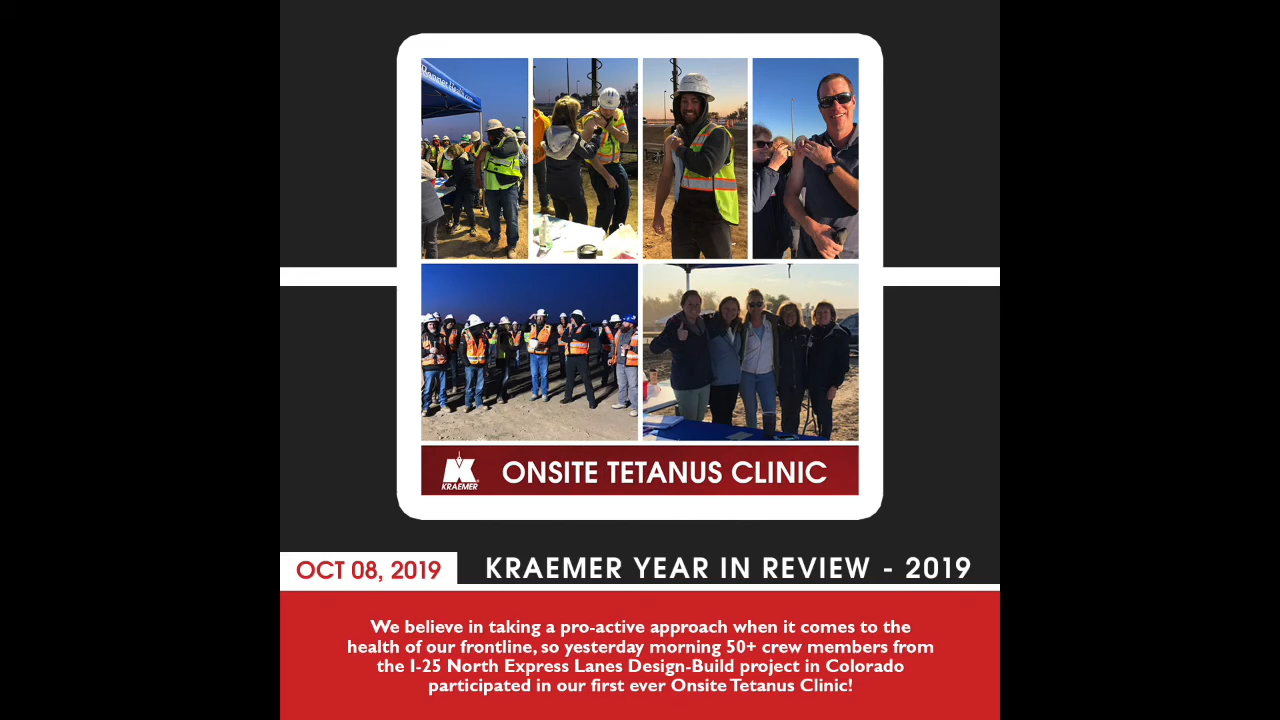 BannerHealth.com
KRAEMER
ONSITE TETANUS CLINIC
OCT 08, 2019
KRAEMER YEAR IN REVIEW - 2019
We believe in taking a pro-active approach when it comes to the
health of our frontline, so yesterday morning 50+ crew members from
the I-25 North Express Lanes Design-Build project in Colorado
participated in our first ever Onsite Tetanus Clinic!